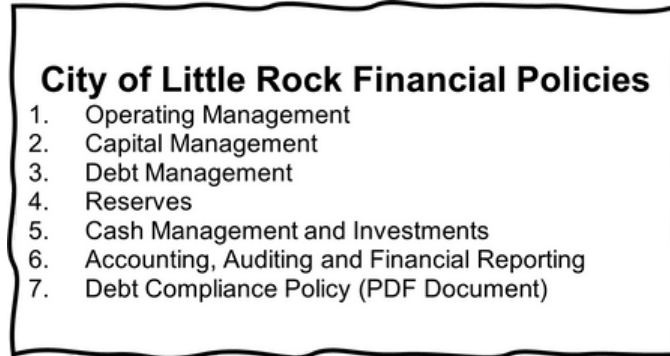 City of Little Rock Financial Policies
1. Operating Management
2. Capital Management
3. Debt Management
4. Reserves
5. Cash Management and Investments
6. Accounting, Auditing and Financial Reporting
7. Debt Compliance Policy (PDF Document)